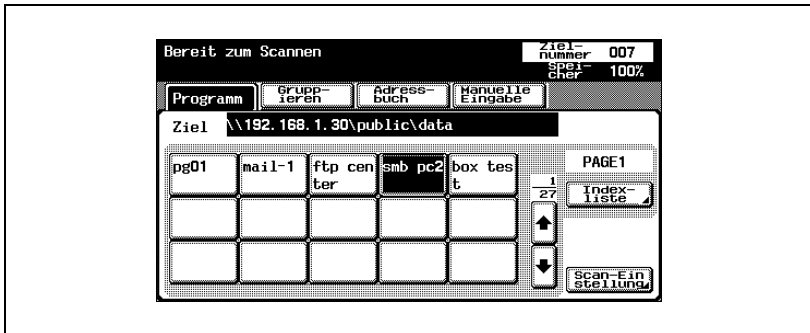 Bereit zum Scannen
Ziel-
nummer 007
Spei-
cher 100%
Programm
Grupp-
ieren
Adress-
buch
Manuelle
Eingabe
Ziel \\192.168.1.30\public\data
pg01
mail-1
ftp cen
ter
smb pc2
box tes
t
1
27
PAGE1
Index-
liste
Scan-Ein
stellung